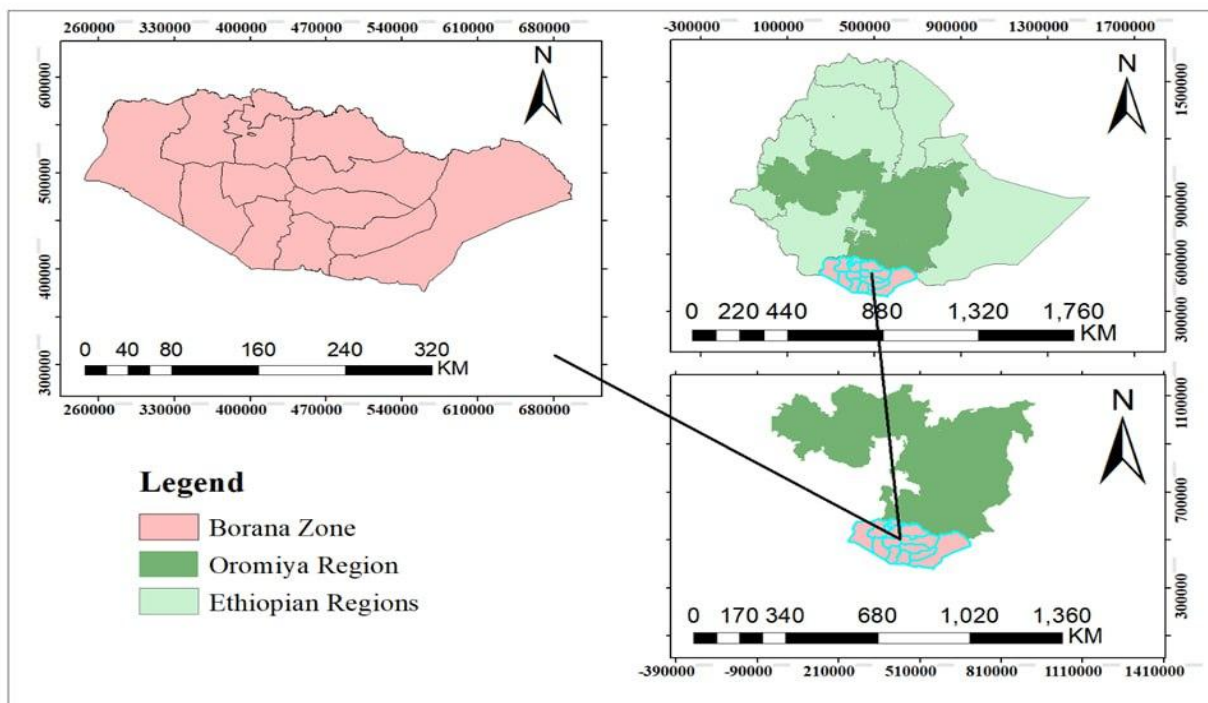 260000 330000 400000 470000 540000 610000 680000
600000
500000
400000
300000
N
0 40 80 160 240 320
KM
260000 330000 400000 470000 540000 610000 680000
-300000 100000 500000 900000 1300000 1700000
N
1500000
900000
600000
300000
0 220 440 880 1,320 1,760
KM
N
1100000
700000
300000
0 170 340 680 1,020 1,360
KM
-390000 -90000 210000 510000 810000 1110000 1410000
Legend
Borana Zone
Oromiya Region
Ethiopian Regions